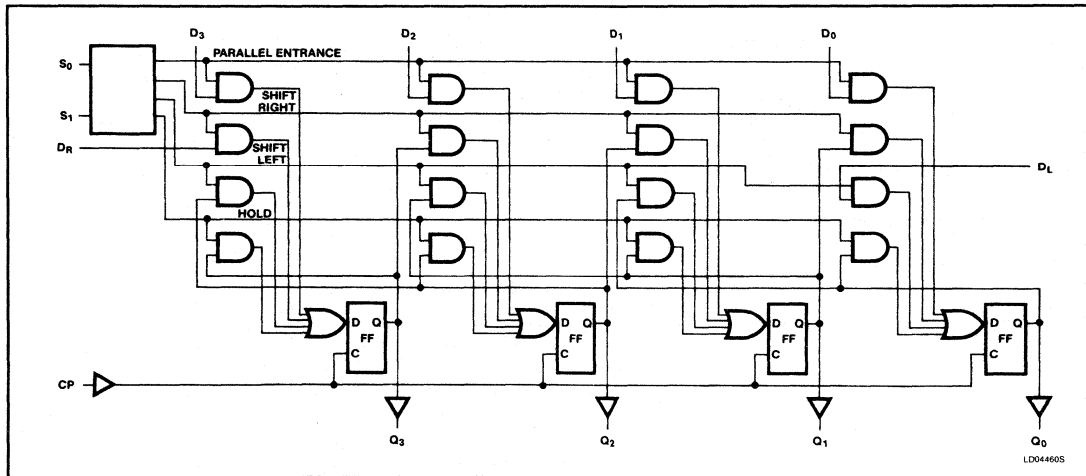 D3 D2 D1 D0
PARALLEL ENTRANCE
S0
SHIFT
RIGHT
S1
DR
SHIFT
LEFT
DL
HOLD
D Q D Q D Q D Q
FF FF FF FF
C C C C
CP
Q3 Q2 Q1 Q0
LD04460S